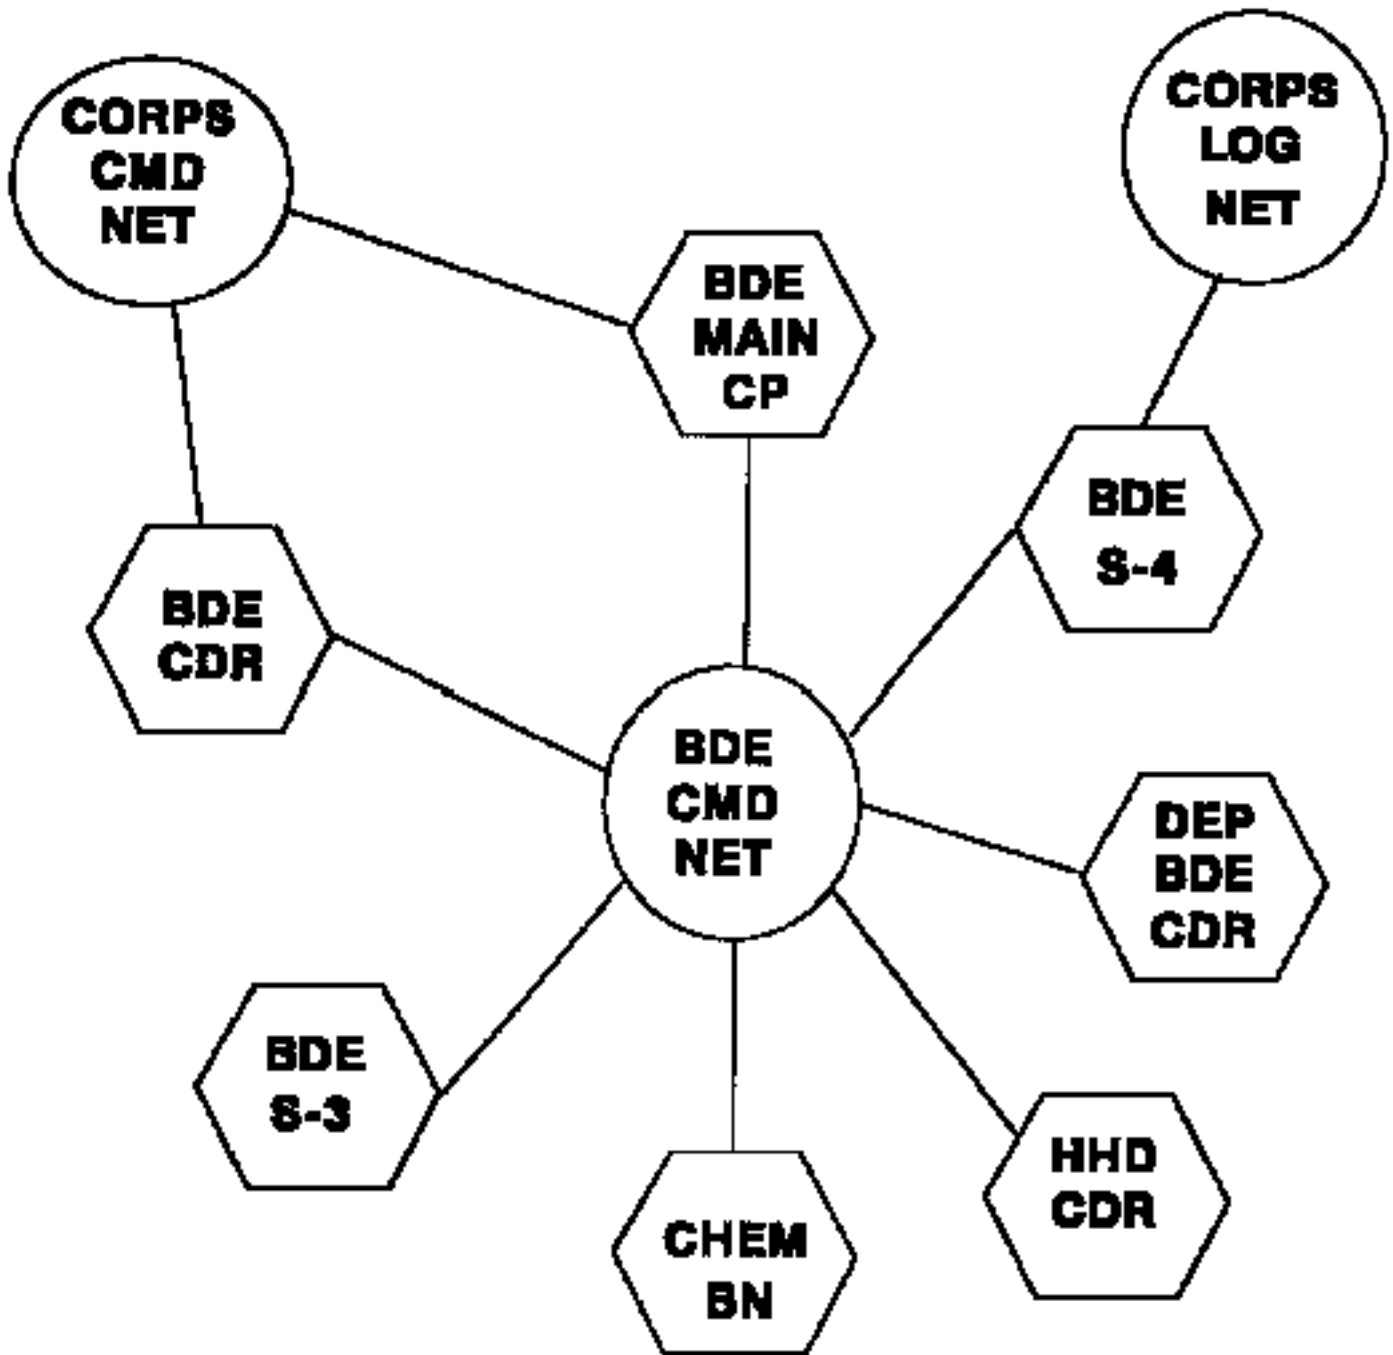 CORPS
CMD
NET
CORPS
LOG
NET
BDE
MAIN
CP
BDE
S-4
BDE
CDR
BDE
CMD
NET
DEP
BDE
CDR
BDE
S-3
HHD
CDR
CHEM
BN